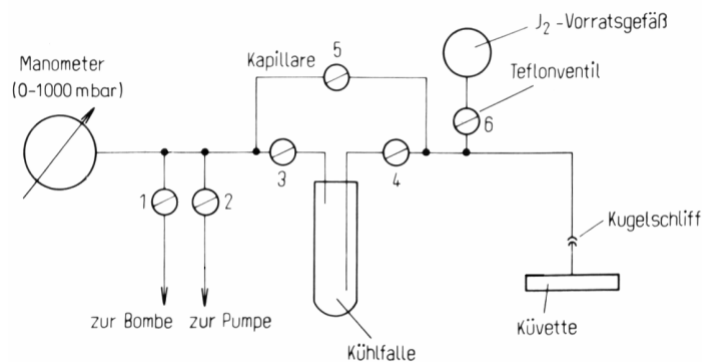 J₂-Vorratsgefäß
Manometer
(0-1000 mbar)
Kapillare
5
Teflonventil
6
3
4
1
2
Kugelschliff
zur Bombe
zur Pumpe
Küvette
Kühlfalle